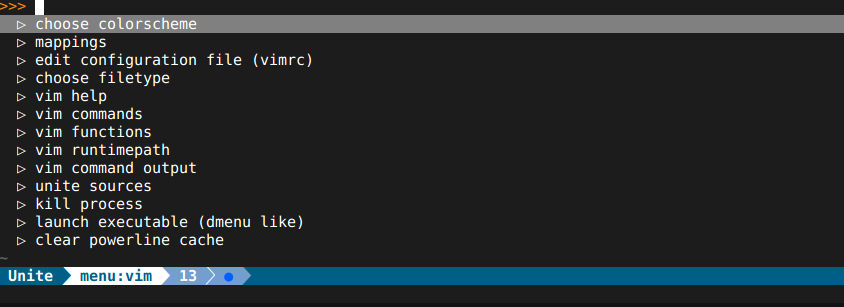 >>>
▷ choose colorscheme
▷ mappings
▷ edit configuration file (vimrc)
▷ choose filetype
▷ vim help
▷ vim commands
▷ vim functions
▷ vim runtimepath
▷ vim command output
▷ unite sources
▷ kill process
▷ launch executable (dmenu like)
▷ clear powerline cache
~
Unite menu:vim 13 ●